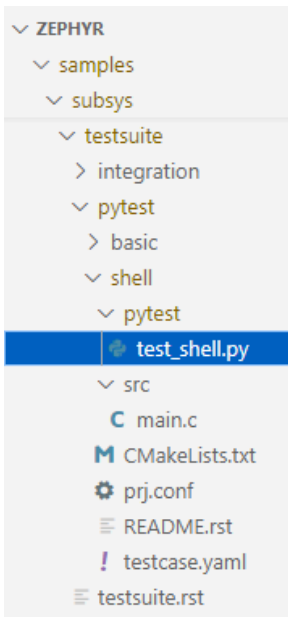 ZEPHYR
samples
subsys
testsuite
integration
pytest
basic
shell
pytest
test_shell.py
src
C main.c
M CMakeLists.txt
prj.conf
README.rst
! testcase.yaml
testsuite.rst